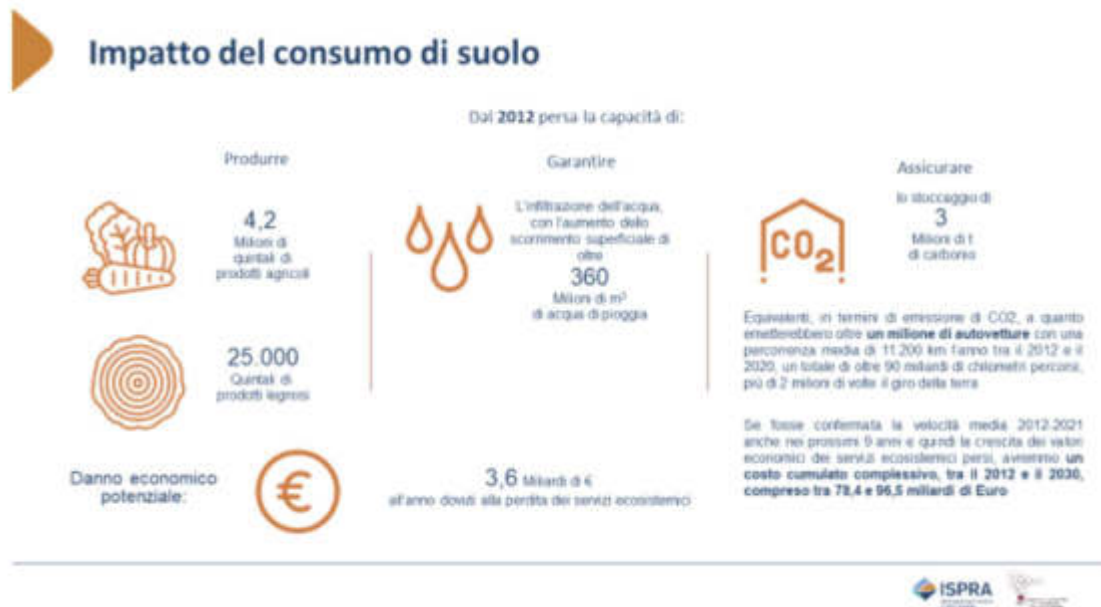 Impatto del consumo di suolo
Dal 2012 persa la capacità di:
Produrre
4,2
Milioni di
quintali di
prodotti agricoli
25.000
Quintali di
prodotti legnosi
Garantire
L'infiltrazione dell'acqua,
con l'aumento dello
scorrimento superficiale di
oltre
360
Milioni di m³
di acqua di pioggia
Assicurare
lo stoccaggio di
3
Milioni di t
di carbonio
CO2
Equivalenti, in termini di emissione di CO2, a quanto
emetterebbero oltre un milione di autovetture con una
percorrenza media di 11.200 km l'anno tra il 2012 e il
2020, un totale di oltre 90 miliardi di chilometri percorsi,
più di 2 milioni di volte il giro della terra
Se fosse confermata la velocità media 2012-2021
anche nei prossimi 9 anni e quindi la crescita dei valori
economici dei servizi ecosistemici persi, avremmo un
costo cumulato complessivo, tra il 2012 e il 2030,
compreso tra 78,4 e 96,5 miliardi di Euro
Danno economico
potenziale:
€
3,6 Miliardi di €
all'anno dovuti alla perdita dei servizi ecosistemici
ISPRA